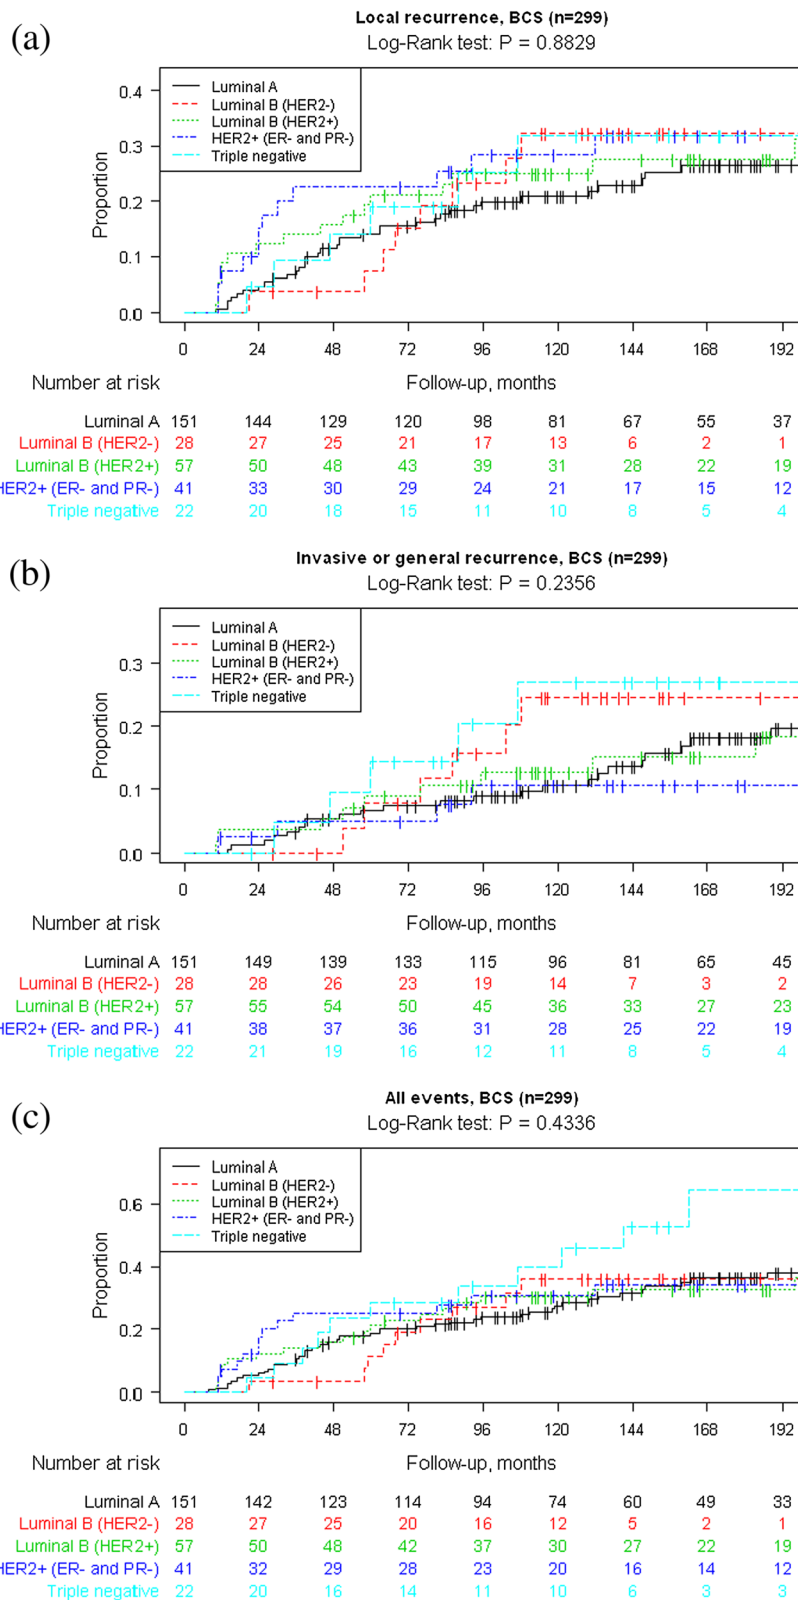 (a)
Local recurrence, BCS (n=299)
Log-Rank test: P = 0.8829
Luminal A
Luminal B (HER2-)
Luminal B (HER2+)
HER2+ (ER- and PR-)
Triple negative
Proportion
0.4
0.3
0.2
0.1
0.0
0 24 48 72 96 120 144 168 192
Number at risk Follow-up, months
Luminal A 151 144 129 120 98 81 67 55 37
Luminal B (HER2-) 28 27 25 21 17 13 6 2 1
Luminal B (HER2+) 57 50 48 43 39 31 28 22 19
HER2+ (ER- and PR-) 41 33 30 29 24 21 17 15 12
Triple negative 22 20 18 15 11 10 8 5 4
(b)
Invasive or general recurrence, BCS (n=299)
Log-Rank test: P = 0.2356
Luminal A
Luminal B (HER2-)
Luminal B (HER2+)
HER2+ (ER- and PR-)
Triple negative
Proportion
0.3
0.2
0.1
0.0
0 24 48 72 96 120 144 168 192
Number at risk Follow-up, months
Luminal A 151 149 139 133 115 96 81 65 45
Luminal B (HER2-) 28 28 26 23 19 14 7 3 2
Luminal B (HER2+) 57 55 54 50 45 36 33 27 23
HER2+ (ER- and PR-) 41 38 37 36 31 28 25 22 19
Triple negative 22 21 19 16 12 11 8 5 4
(c)
All events, BCS (n=299)
Log-Rank test: P = 0.4336
Luminal A
Luminal B (HER2-)
Luminal B (HER2+)
HER2+ (ER- and PR-)
Triple negative
Proportion
0.6
0.4
0.2
0.0
0 24 48 72 96 120 144 168 192
Number at risk Follow-up, months
Luminal A 151 142 123 114 94 74 60 49 33
Luminal B (HER2-) 28 27 25 20 16 12 5 2 1
Luminal B (HER2+) 57 50 48 42 37 30 27 22 19
HER2+ (ER- and PR-) 41 32 29 28 23 20 16 14 12
Triple negative 22 20 16 14 11 10 6 3 3